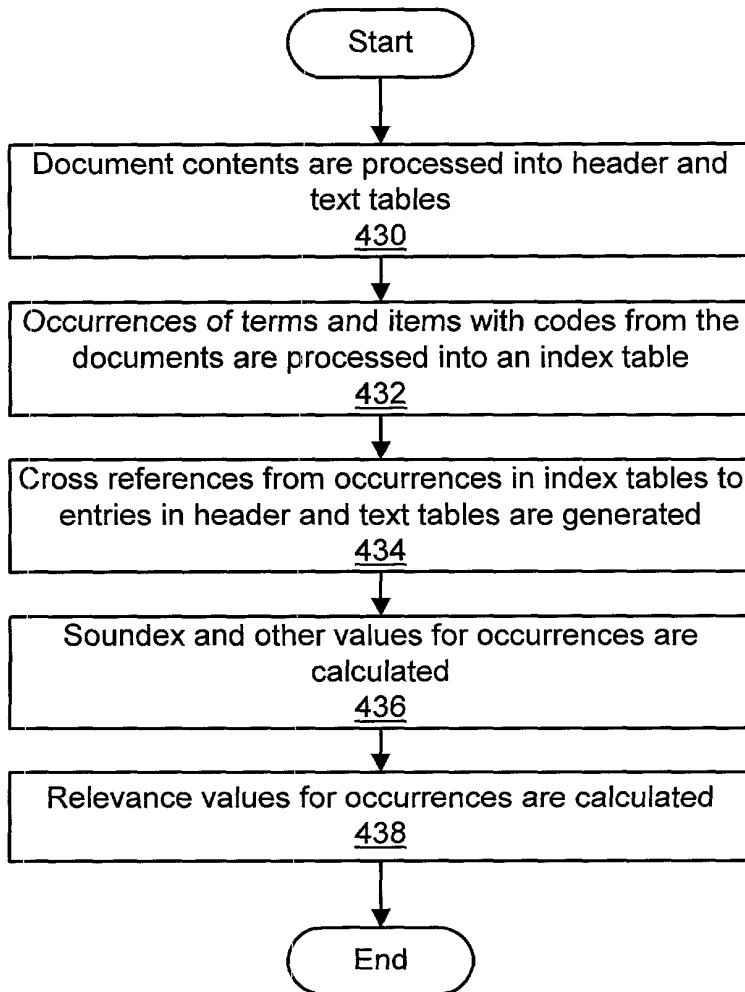 Start
Document contents are processed into header and
text tables
430
Occurrences of terms and items with codes from the
documents are processed into an index table
432
Cross references from occurrences in index tables to
entries in header and text tables are generated
434
Soundex and other values for occurrences are
calculated
436
Relevance values for occurrences are calculated
438
End